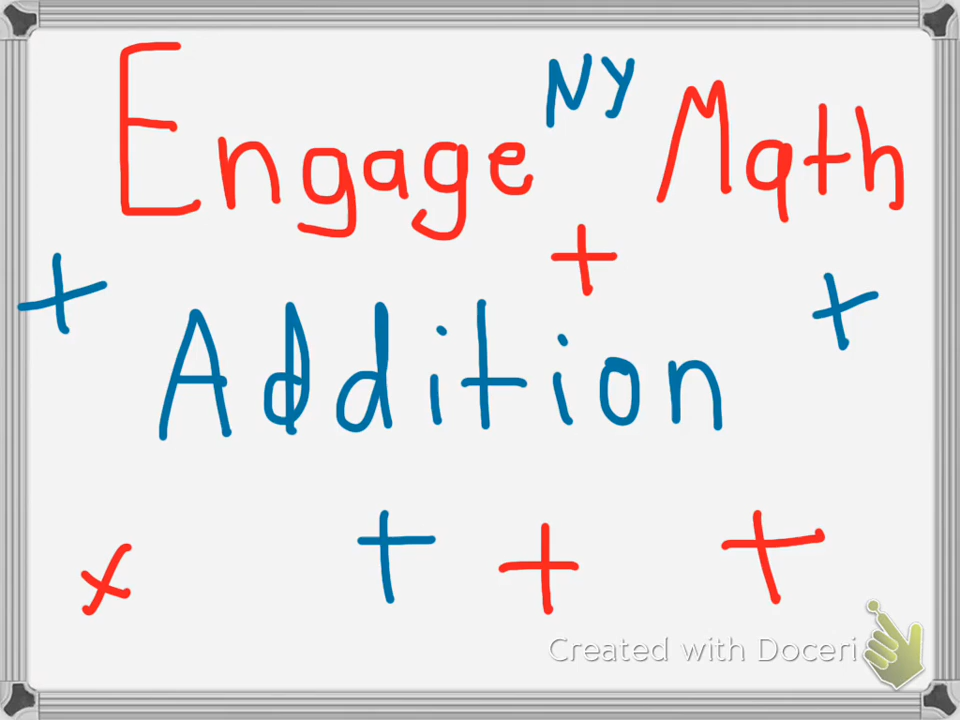 Engage NY Math
+
+ +
Addition
x + + +
Created with Doceri